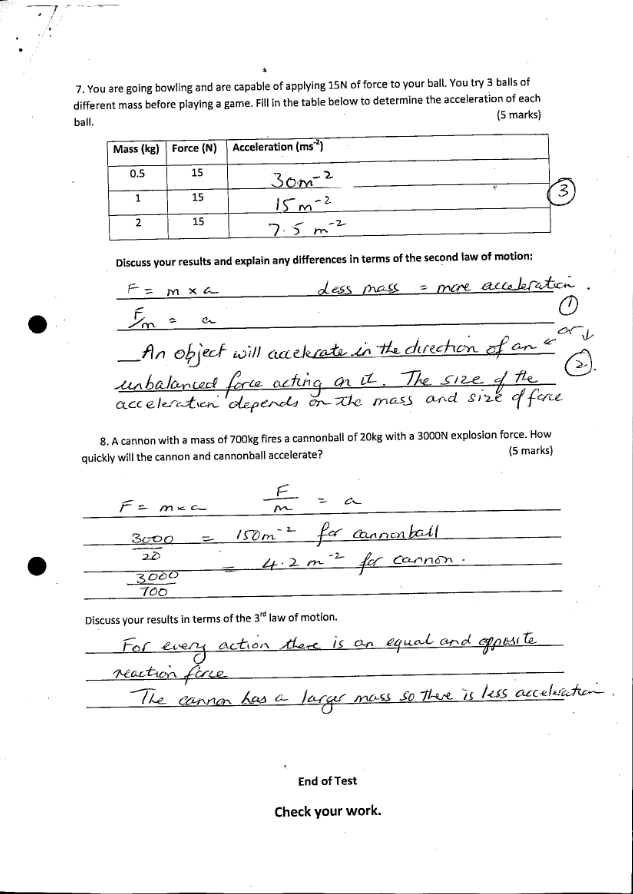 7. You are going bowling and are capable of applying 15N of force to your ball. You try 3 balls of
different mass before playing a game. Fill in the table below to determine the acceleration of each
ball. (5 marks)
Mass (kg) Force (N) Acceleration (ms⁻²)
0.5 15 30m⁻²
1 15 15 m⁻²
2 15 7.5 m⁻²
3
Discuss your results and explain any differences in terms of the second law of motion:
F = m x a Less mass = more acceleration.
1
F/m = a
or ↓
An object will accelerate in the direction of an
2.
unbalanced force acting on it. The size of the
acceleration depends on the mass and size of force
8. A cannon with a mass of 700kg fires a cannonball of 20kg with a 3000N explosion force. How
quickly will the cannon and cannonball accelerate? (5 marks)
F = m x a F/m = a
3000/20 = 150m⁻² for cannonball
3000/700 = 4.2 m⁻² for cannon.
Discuss your results in terms of the 3rd law of motion.
For every action there is an equal and opposite
reaction force
The cannon has a larger mass so there is less acceleration.
End of Test
Check your work.